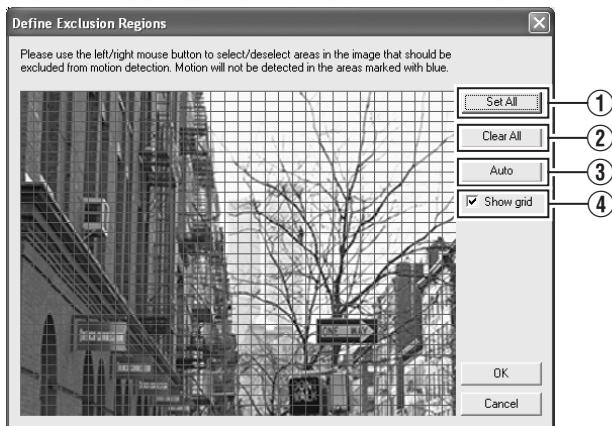 Define Exclusion Regions
Please use the left/right mouse button to select/deselect areas in the image that should be
excluded from motion detection. Motion will not be detected in the areas marked with blue.
Set All
1
Clear All
2
Auto
3
Show grid
4
ONE WAY
OK
Cancel